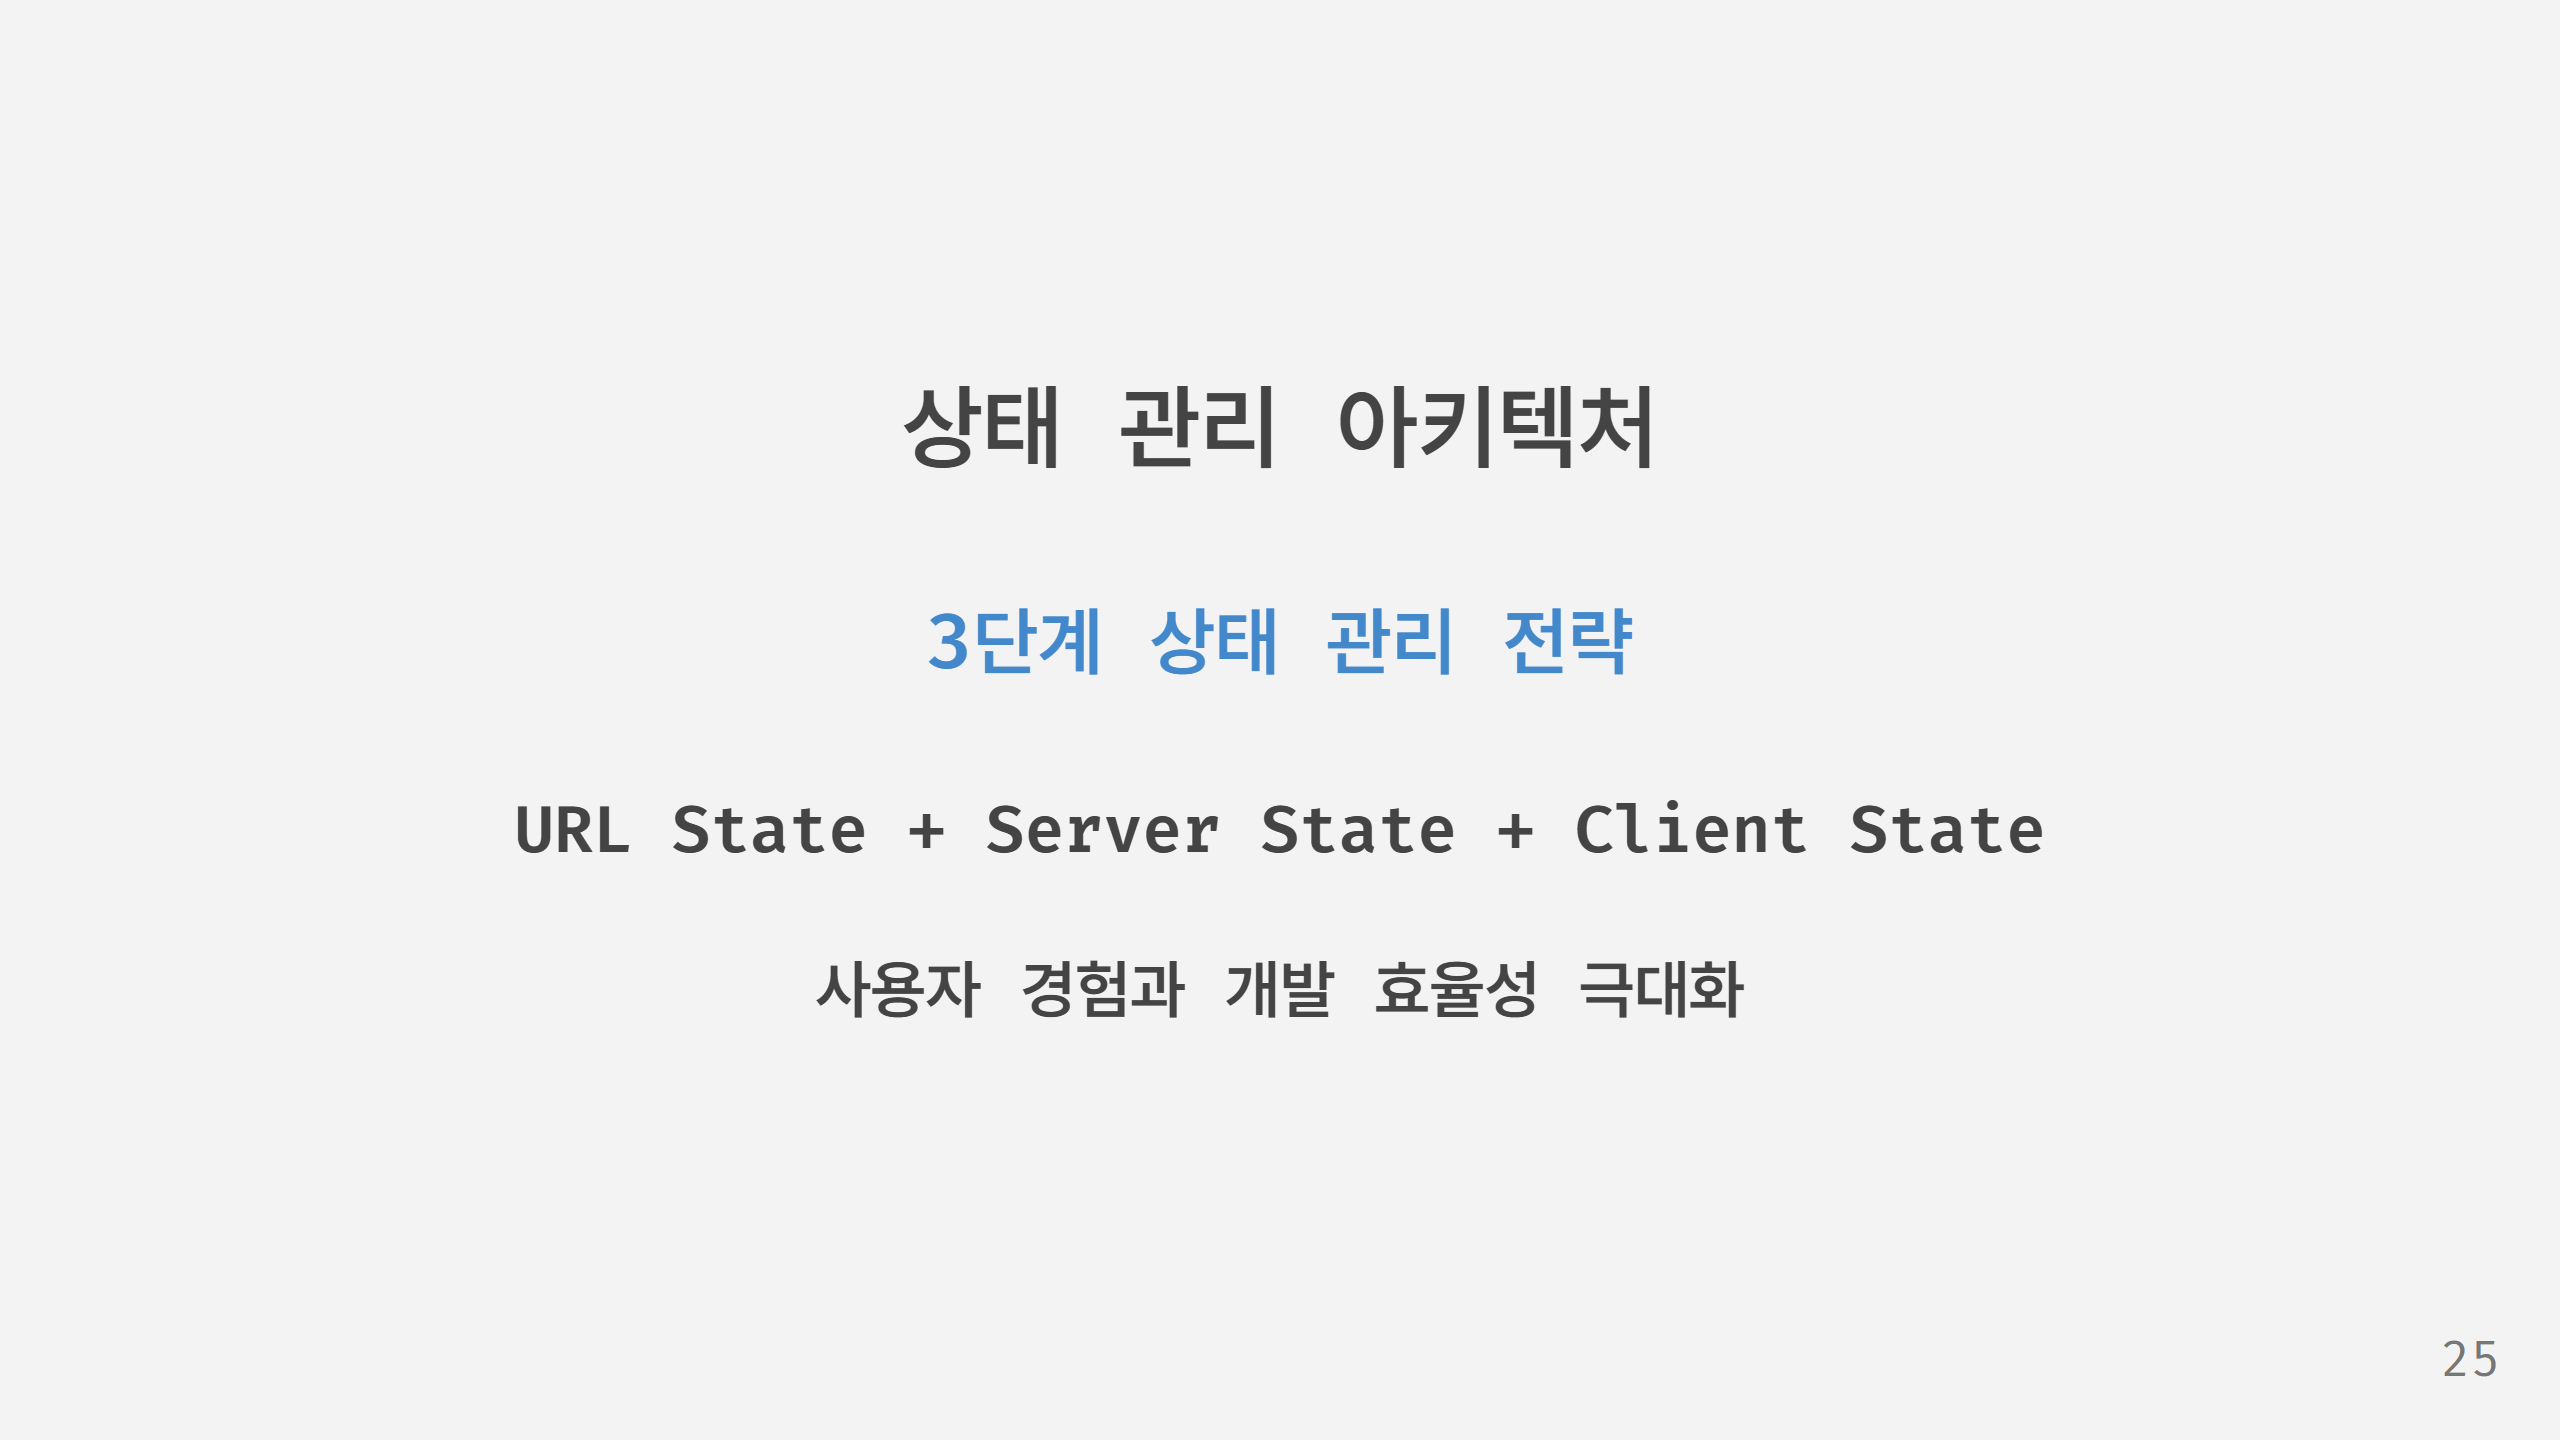 상태 관리 아키텍처
3단계 상태 관리 전략
URL State + Server State + Client State
사용자 경험과 개발 효율성 극대화
25